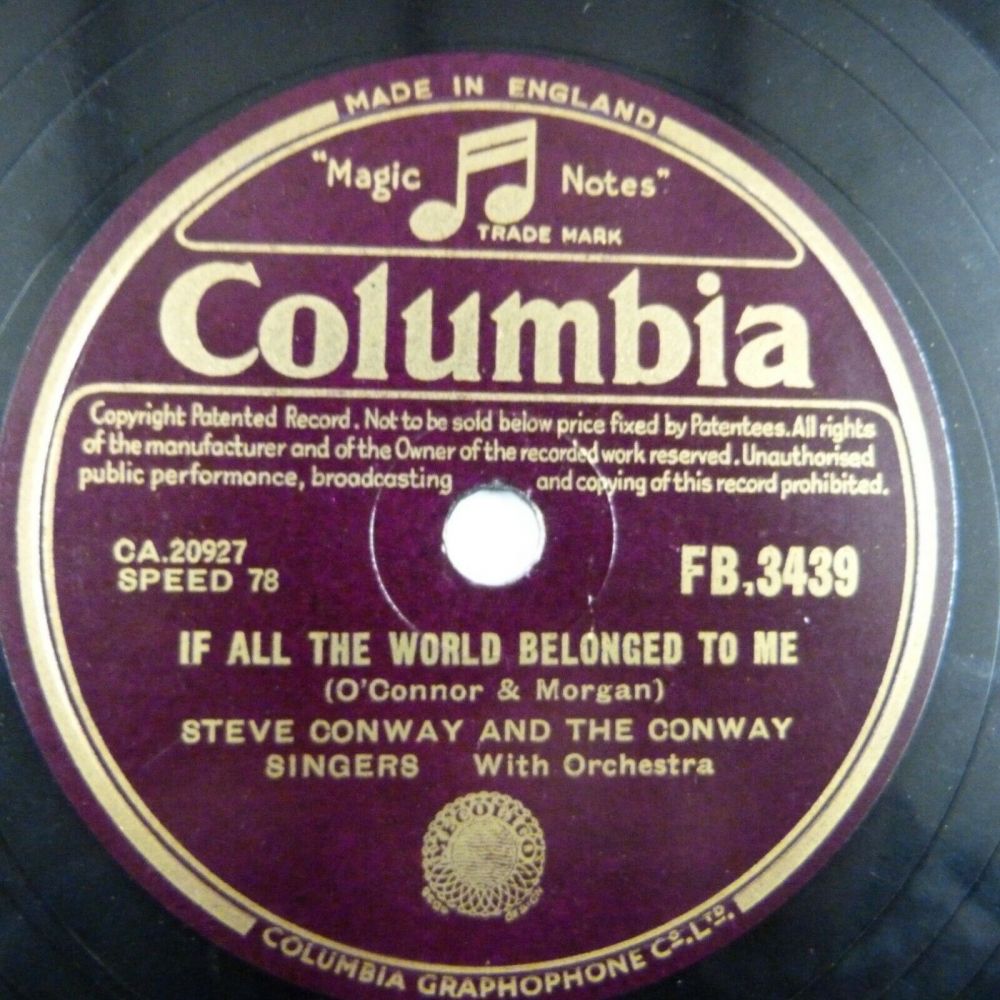 MADE IN ENGLAND
"Magic Notes"
TRADE MARK
Columbia
Copyright Patented Record. Not to be sold below price fixed by Patentees. All rights
of the manufacturer and of the Owner of the recorded work reserved. Unauthorised
public performance, broadcasting and copying of this record prohibited.
CA.20927 FB.3439
SPEED 78
IF ALL THE WORLD BELONGED TO ME
(O'Connor & Morgan)
STEVE CONWAY AND THE CONWAY
SINGERS With Orchestra
MECOLICO
COLUMBIA GRAPHOPHONE Co. LTD.